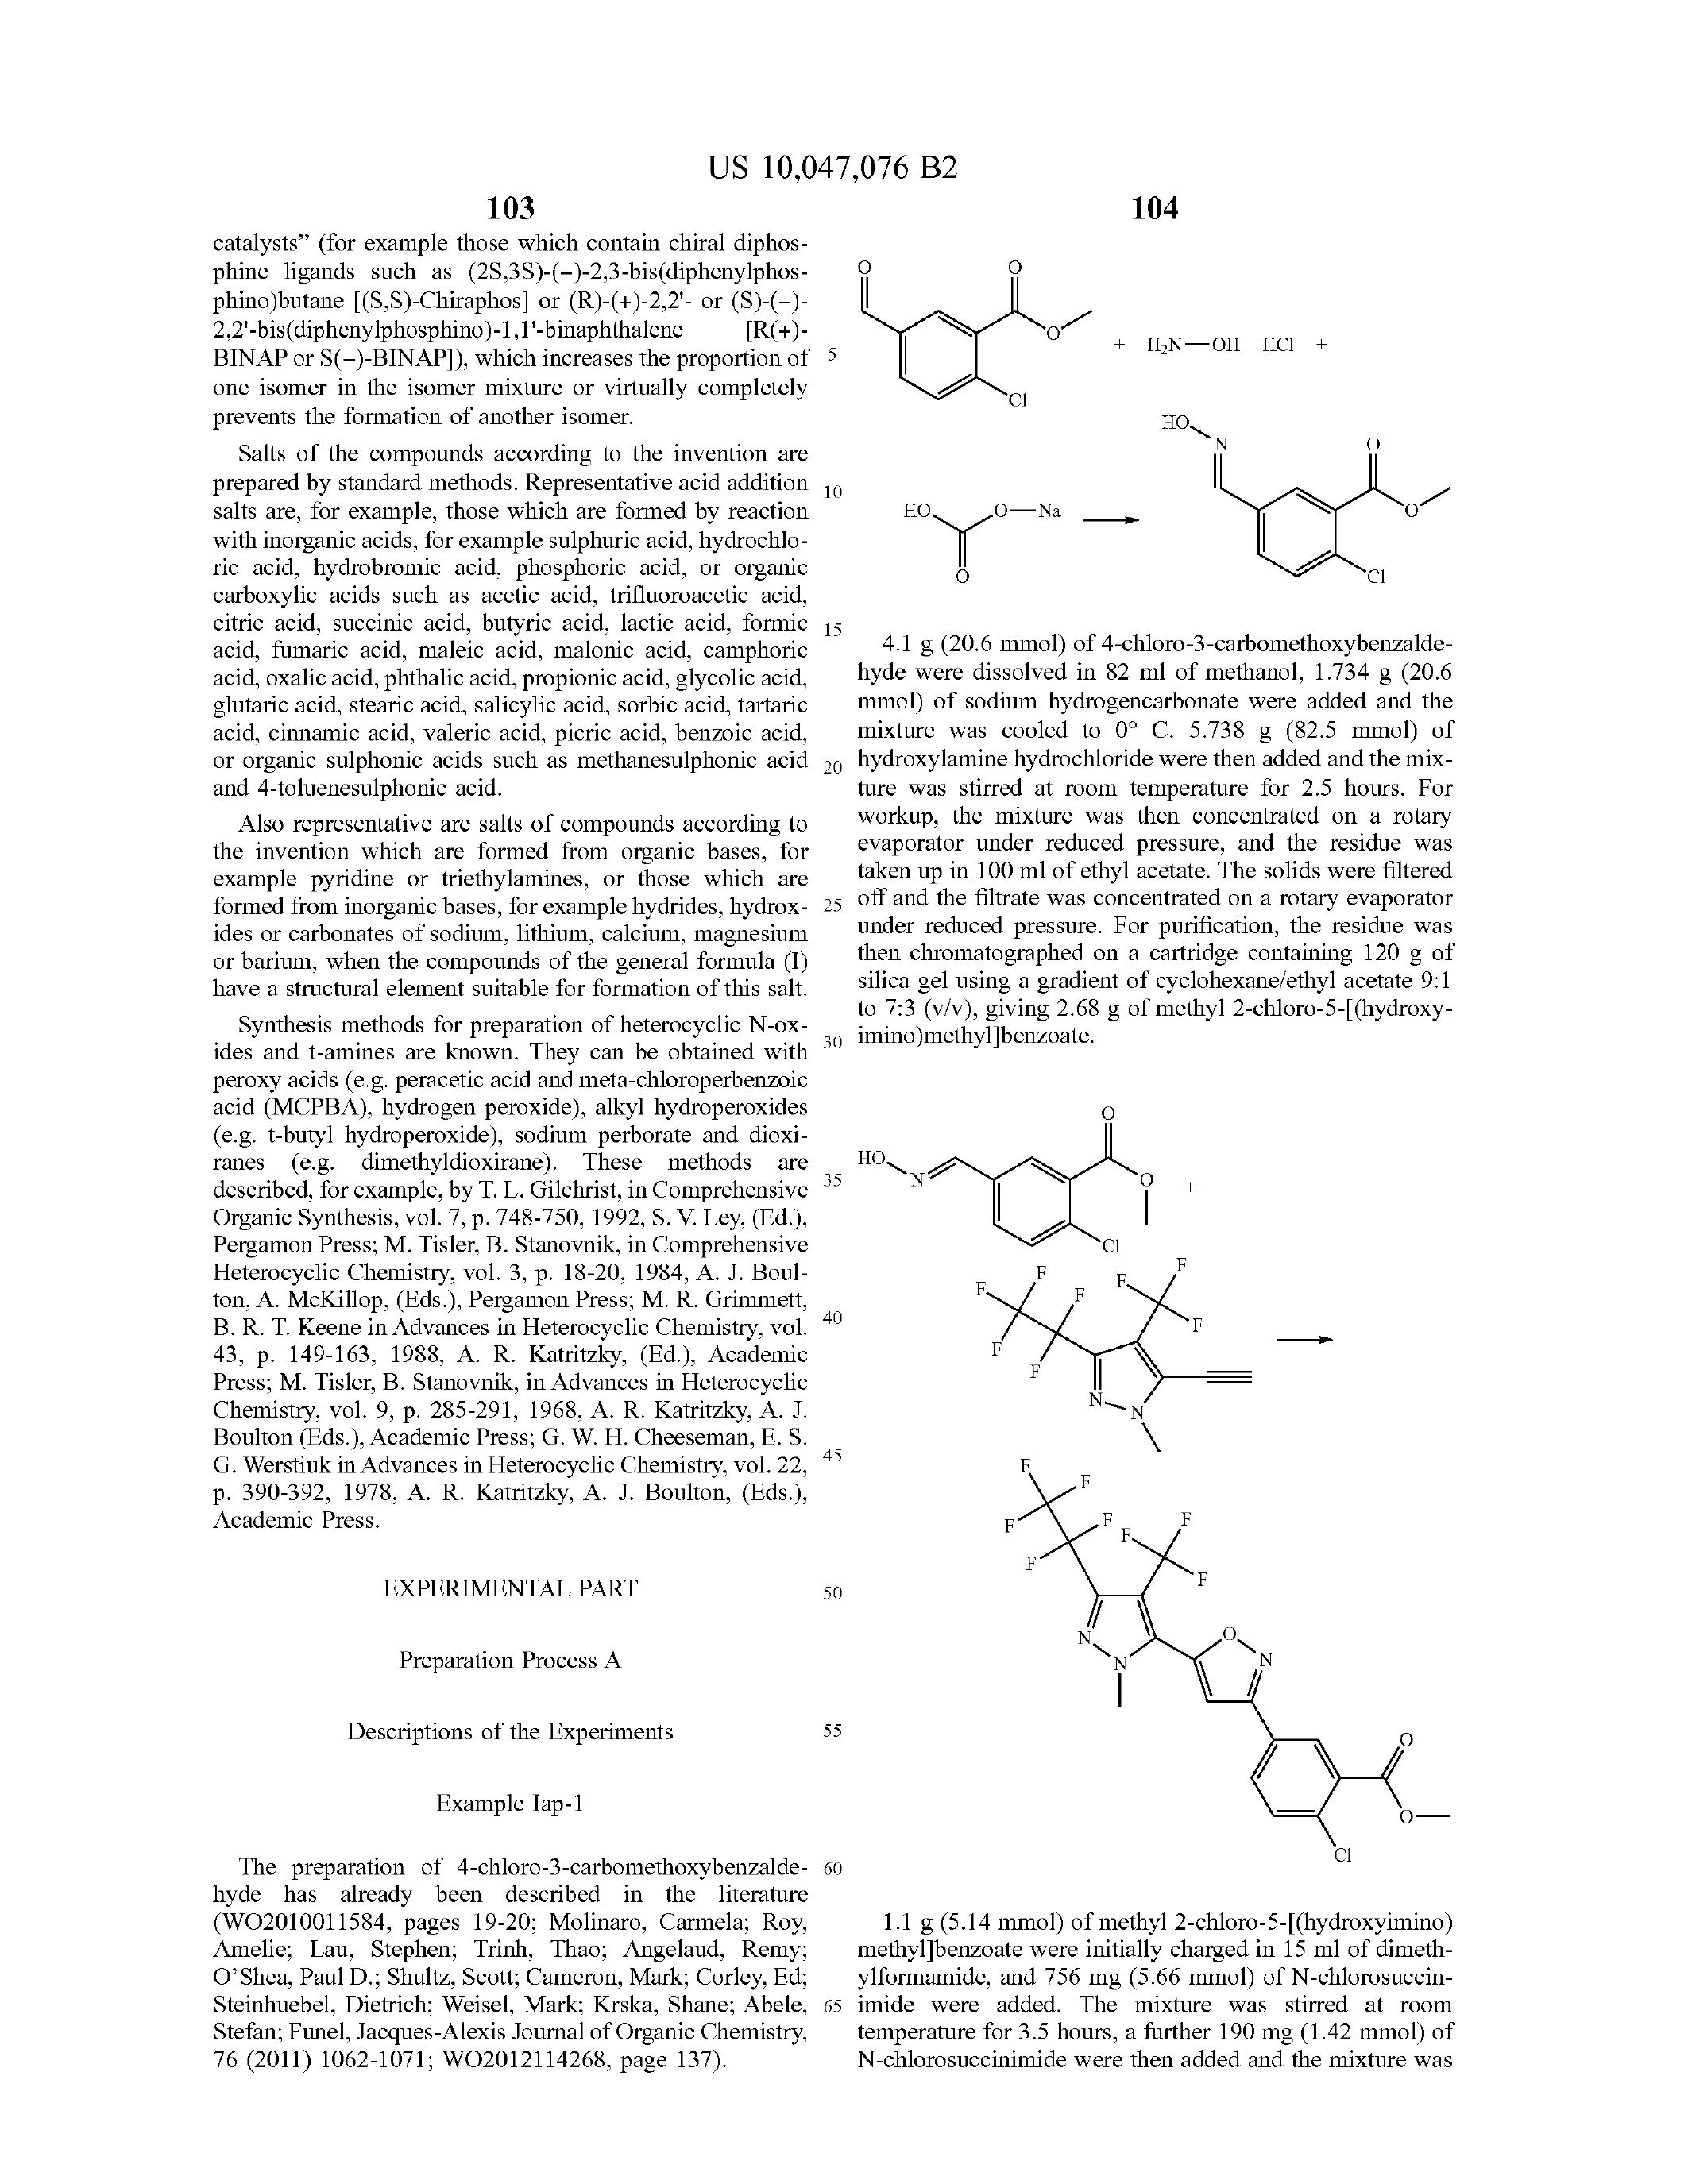 US 10,047,076 B2
103
catalysts” (for example those which contain chiral diphos-
phine ligands such as (2S,3S)-(−)-2,3-bis(diphenylphos-
phino)butane [(S,S)-Chiraphos] or (R)-(+)-2,2'- or (S)-(−)-
2,2'-bis(diphenylphosphino)-1,1'-binaphthalene [R(+)-
BINAP or S(−)-BINAP]), which increases the proportion of
one isomer in the isomer mixture or virtually completely
prevents the formation of another isomer.
Salts of the compounds according to the invention are
prepared by standard methods. Representative acid addition
salts are, for example, those which are formed by reaction
with inorganic acids, for example sulphuric acid, hydrochlo-
ric acid, hydrobromic acid, phosphoric acid, or organic
carboxylic acids such as acetic acid, trifluoroacetic acid,
citric acid, succinic acid, butyric acid, lactic acid, formic
acid, fumaric acid, maleic acid, malonic acid, camphoric
acid, oxalic acid, phthalic acid, propionic acid, glycolic acid,
glutaric acid, stearic acid, salicylic acid, sorbic acid, tartaric
acid, cinnamic acid, valeric acid, picric acid, benzoic acid,
or organic sulphonic acids such as methanesulphonic acid
and 4-toluenesulphonic acid.
Also representative are salts of compounds according to
the invention which are formed from organic bases, for
example pyridine or triethylamines, or those which are
formed from inorganic bases, for example hydrides, hydrox-
ides or carbonates of sodium, lithium, calcium, magnesium
or barium, when the compounds of the general formula (I)
have a structural element suitable for formation of this salt.
Synthesis methods for preparation of heterocyclic N-ox-
ides and t-amines are known. They can be obtained with
peroxy acids (e.g. peracetic acid and meta-chloroperbenzoic
acid (MCPBA), hydrogen peroxide), alkyl hydroperoxides
(e.g. t-butyl hydroperoxide), sodium perborate and dioxi-
ranes (e.g. dimethyldioxirane). These methods are
described, for example, by T. L. Gilchrist, in Comprehensive
Organic Synthesis, vol. 7, p. 748-750, 1992, S. V. Ley, (Ed.),
Pergamon Press; M. Tisler, B. Stanovnik, in Comprehensive
Heterocyclic Chemistry, vol. 3, p. 18-20, 1984, A. J. Boul-
ton, A. McKillop, (Eds.), Pergamon Press; M. R. Grimmett,
B. R. T. Keene in Advances in Heterocyclic Chemistry, vol.
43, p. 149-163, 1988, A. R. Katritzky, (Ed.), Academic
Press; M. Tisler, B. Stanovnik, in Advances in Heterocyclic
Chemistry, vol. 9, p. 285-291, 1968, A. R. Katritzky, A. J.
Boulton (Eds.), Academic Press; G. W. H. Cheeseman, E. S.
G. Werstiuk in Advances in Heterocyclic Chemistry, vol. 22,
p. 390-392, 1978, A. R. Katritzky, A. J. Boulton, (Eds.),
Academic Press.
EXPERIMENTAL PART
Preparation Process A
Descriptions of the Experiments
Example Iap-1
The preparation of 4-chloro-3-carbomethoxybenzalde-
hyde has already been described in the literature
(WO2010011584, pages 19-20; Molinaro, Carmela; Roy,
Amelie; Lau, Stephen; Trinh, Thao; Angelaud, Remy;
O’Shea, Paul D.; Shultz, Scott; Cameron, Mark; Corley, Ed;
Steinhuebel, Dietrich; Weisel, Mark; Krska, Shane; Abele,
Stefan; Funel, Jacques-Alexis Journal of Organic Chemistry,
76 (2011) 1062-1071; WO2012114268, page 137).
5
10
15
20
25
30
35
40
45
50
55
60
65
104
O
O
O
Cl
+ H2N—OH HCl +
HO
O—Na
O
HO
N
O
O
Cl
4.1 g (20.6 mmol) of 4-chloro-3-carbomethoxybenzalde-
hyde were dissolved in 82 ml of methanol, 1.734 g (20.6
mmol) of sodium hydrogencarbonate were added and the
mixture was cooled to 0° C. 5.738 g (82.5 mmol) of
hydroxylamine hydrochloride were then added and the mix-
ture was stirred at room temperature for 2.5 hours. For
workup, the mixture was then concentrated on a rotary
evaporator under reduced pressure, and the residue was
taken up in 100 ml of ethyl acetate. The solids were filtered
off and the filtrate was concentrated on a rotary evaporator
under reduced pressure. For purification, the residue was
then chromatographed on a cartridge containing 120 g of
silica gel using a gradient of cyclohexane/ethyl acetate 9:1
to 7:3 (v/v), giving 2.68 g of methyl 2-chloro-5-[(hydroxy-
imino)methyl]benzoate.
O
HO
N
O
+
Cl
F
F
F
F
F
F
F
F
N
N
F
F
F
F
F
F
F
F
N
N
O
N
O
O
Cl
1.1 g (5.14 mmol) of methyl 2-chloro-5-[(hydroxyimino)
methyl]benzoate were initially charged in 15 ml of dimeth-
ylformamide, and 756 mg (5.66 mmol) of N-chlorosuccin-
imide were added. The mixture was stirred at room
temperature for 3.5 hours, a further 190 mg (1.42 mmol) of
N-chlorosuccinimide were then added and the mixture was